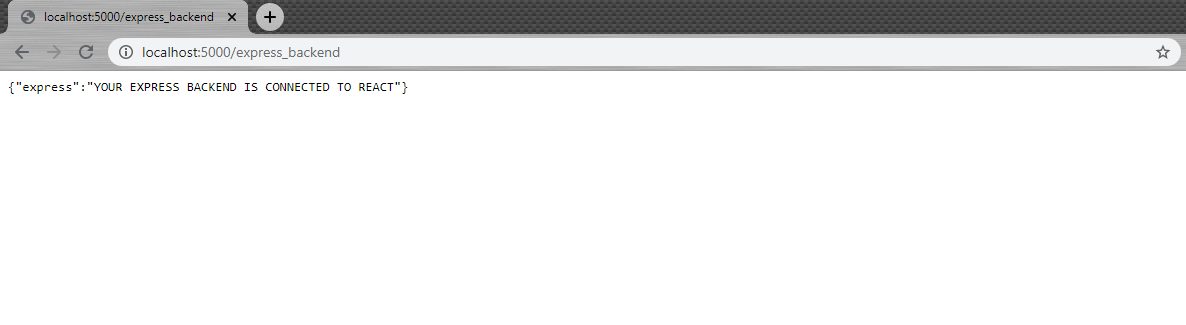 localhost:5000/express_backend
localhost:5000/express_backend
{"express":"YOUR EXPRESS BACKEND IS CONNECTED TO REACT"}